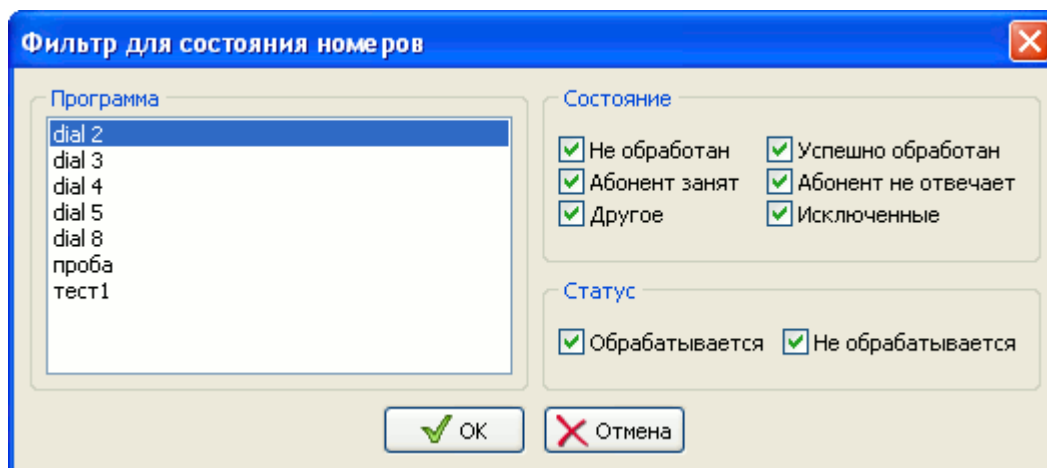 Фильтр для состояния номеров
Программа
dial 2
dial 3
dial 4
dial 5
dial 8
проба
тест1
Состояние
Не обработан Успешно обработан
Абонент занят Абонент не отвечает
Другое Исключенные
Статус
Обрабатывается Не обрабатывается
OK Отмена